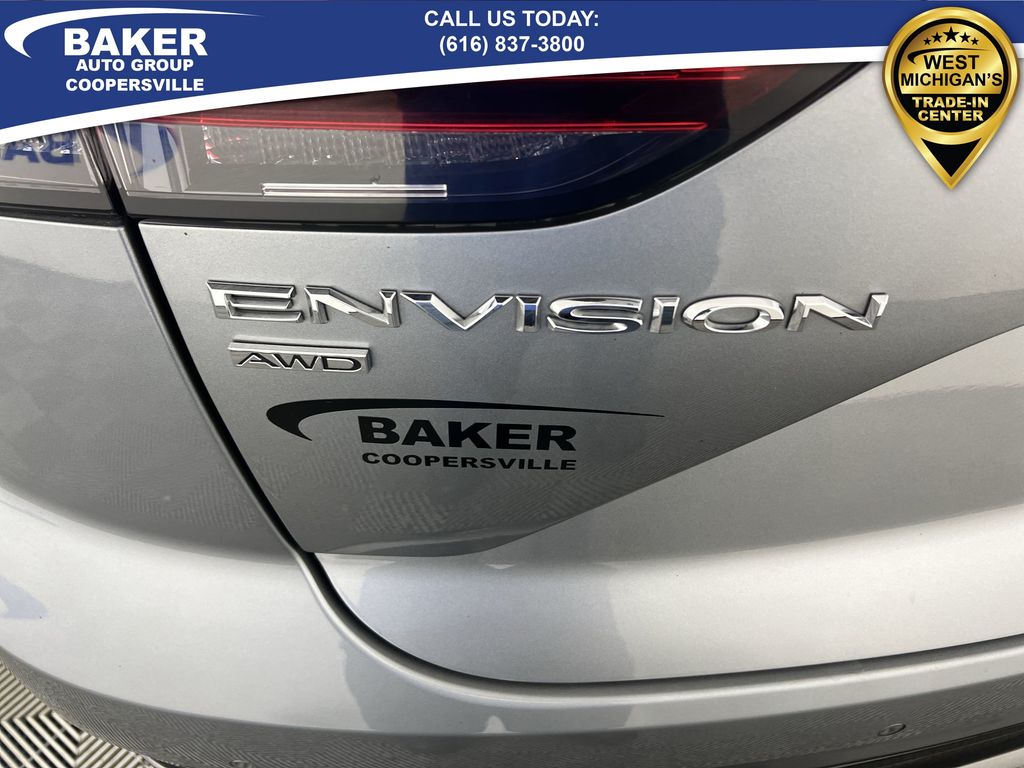 BAKER
AUTO GROUP
COOPERSVILLE
CALL US TODAY:
(616) 837-3800
WEST
MICHIGAN'S
TRADE-IN
CENTER
ENVISION
AWD
BAKER
COOPERSVILLE